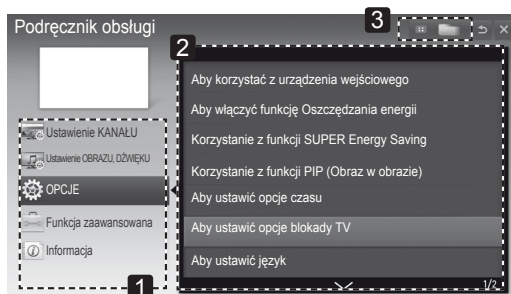 Podręcznik obsługi
3
2
Aby korzystać z urządzenia wejściowego
Aby włączyć funkcję Oszczędzania energii
Ustawienie KANAŁU
Korzystanie z funkcji SUPER Energy Saving
Ustawienie OBRAZU, DŹWIĘKU
Korzystanie z funkcji PIP (Obraz w obrazie)
OPCJE
Aby ustawić opcje czasu
Funkcja zaawansowana
Aby ustawić opcje blokady TV
Informacja
Aby ustawić język
1
1/2